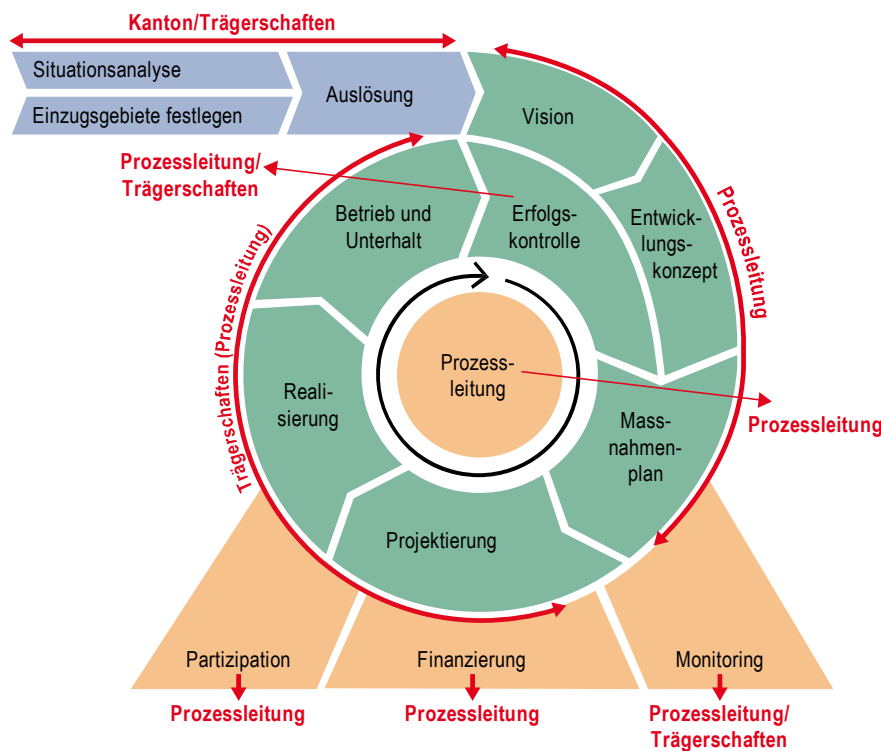 Kanton/Trägerschaften
Situationsanalyse
Einzugsgebiete festlegen
Auslösung
Vision
Prozessleitung/
Trägerschaften
Betrieb und
Unterhalt
Erfolgs-
kontrolle
Entwick-
lungs-
konzept
Prozessleitung
Trägerschaften (Prozessleitung)
Prozess-
leitung
Reali-
sierung
Mass-
nahmen-
plan
Prozessleitung
Projektierung
Partizipation
Finanzierung
Monitoring
Prozessleitung
Prozessleitung
Prozessleitung/
Trägerschaften